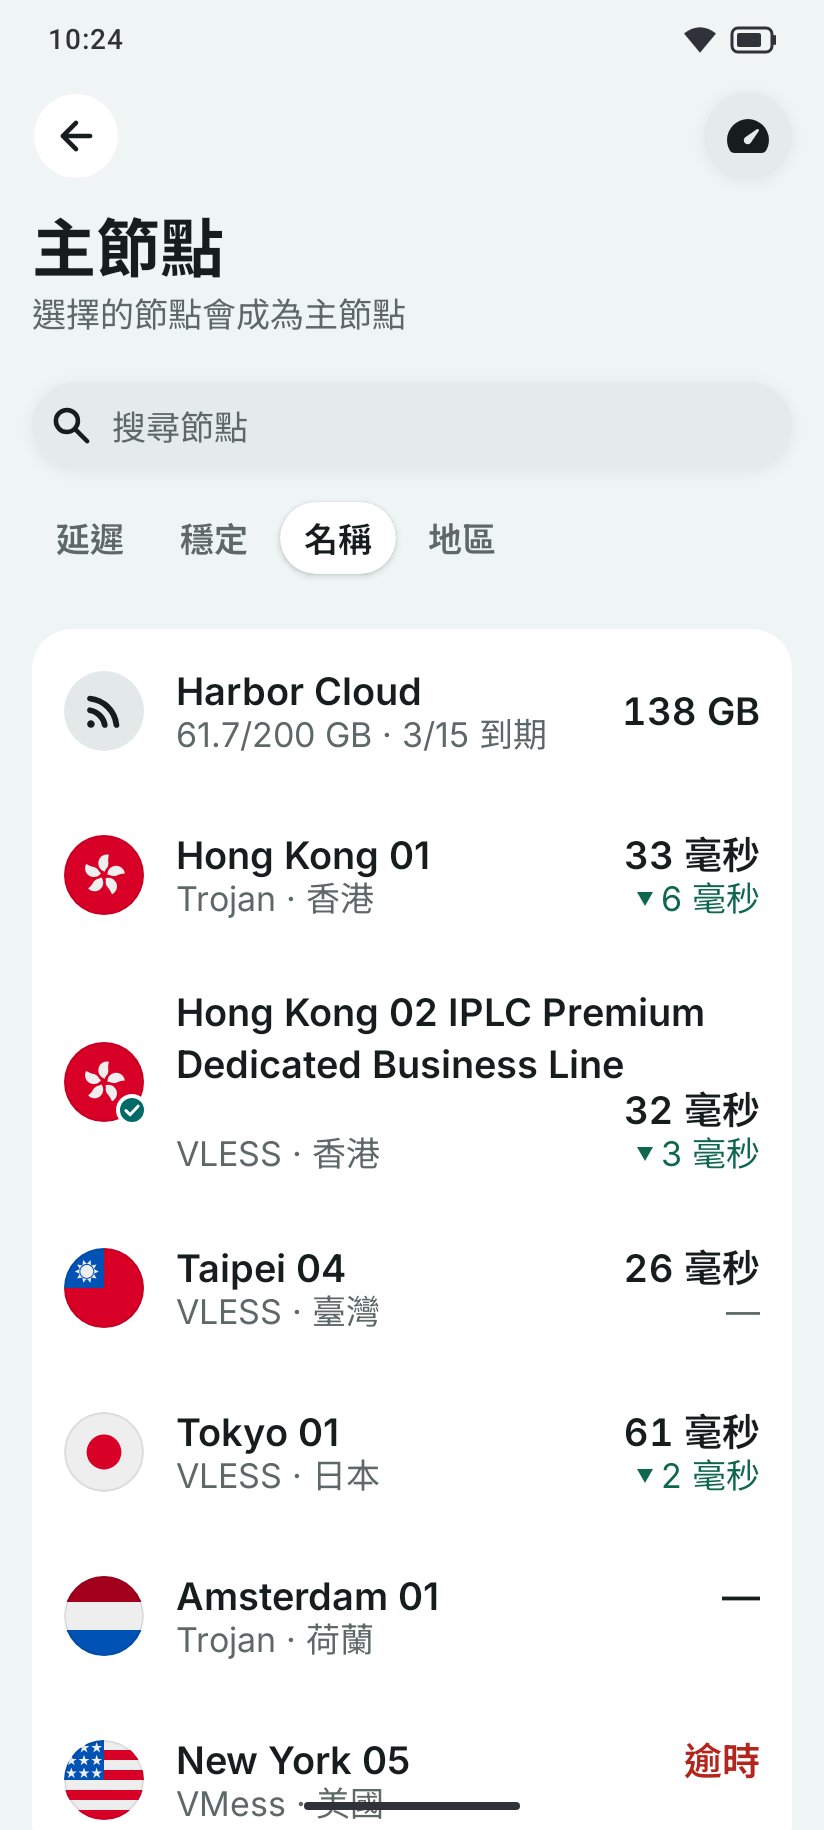 10:24
主節點
選擇的節點會成為主節點
搜尋節點
延遲 穩定 名稱 地區
Harbor Cloud
61.7/200 GB · 3/15 到期
138 GB
Hong Kong 01
Trojan · 香港
33 毫秒
▼6 毫秒
Hong Kong 02 IPLC Premium
Dedicated Business Line
VLESS · 香港
32 毫秒
▼3 毫秒
Taipei 04
VLESS · 臺灣
26 毫秒
—
Tokyo 01
VLESS · 日本
61 毫秒
▼2 毫秒
Amsterdam 01
Trojan · 荷蘭
—
New York 05
VMess · 美國
逾時